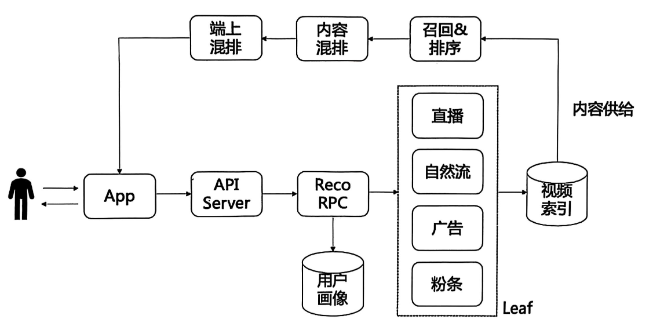 端上
混排
内容
混排
召回&
排序
内容供给
App
API
Server
Reco
RPC
直播
自然流
广告
粉条
Leaf
视频
索引
用户
画像